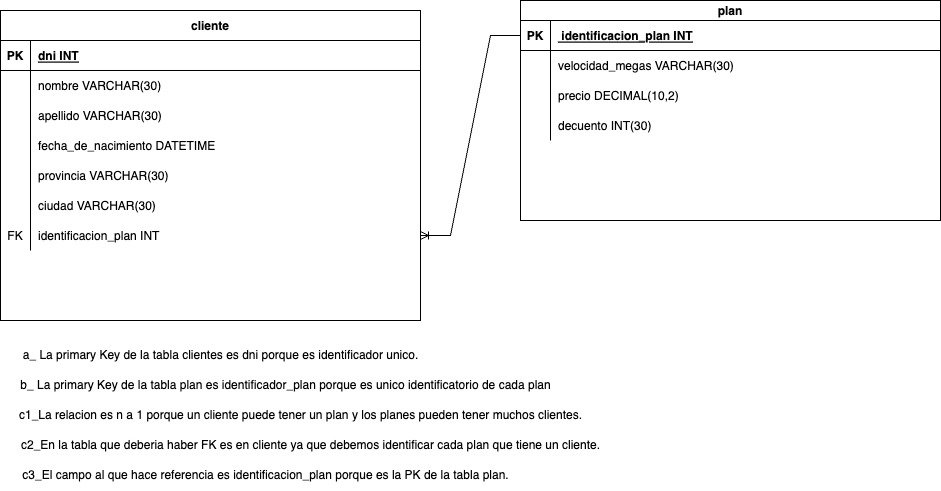 cliente
PK dni INT
nombre VARCHAR(30)
apellido VARCHAR(30)
fecha_de_nacimiento DATETIME
provincia VARCHAR(30)
ciudad VARCHAR(30)
FK identificacion_plan INT
plan
PK identificacion_plan INT
velocidad_megas VARCHAR(30)
precio DECIMAL(10,2)
decuento INT(30)
a_ La primary Key de la tabla clientes es dni porque es identificador unico.
b_ La primary Key de la tabla plan es identificador_plan porque es unico identificatorio de cada plan
c1_La relacion es n a 1 porque un cliente puede tener un plan y los planes pueden tener muchos clientes.
c2_En la tabla que deberia haber FK es en cliente ya que debemos identificar cada plan que tiene un cliente.
c3_El campo al que hace referencia es identificacion_plan porque es la PK de la tabla plan.